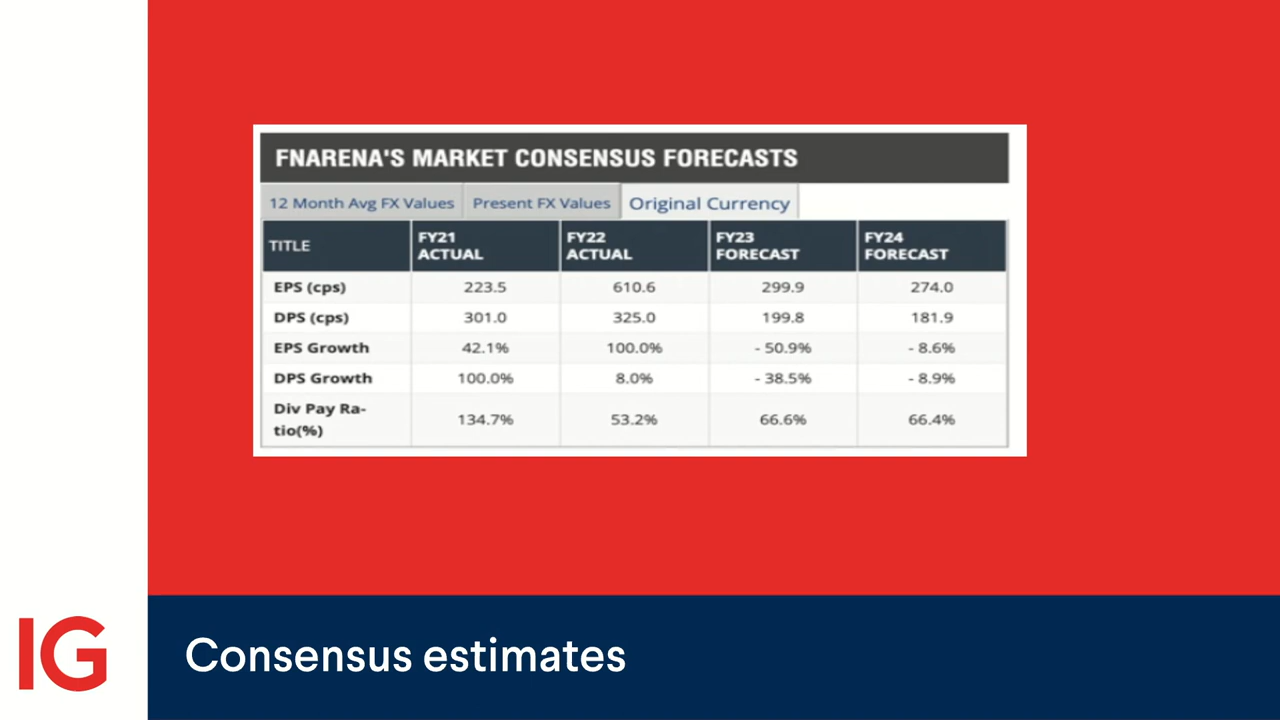 FNARENA'S MARKET CONSENSUS FORECASTS
12 Month Avg FX Values Present FX Values Original Currency
TITLE FY21 ACTUAL FY22 ACTUAL FY23 FORECAST FY24 FORECAST
EPS (cps) 223.5 610.6 299.9 274.0
DPS (cps) 301.0 325.0 199.8 181.9
EPS Growth 42.1% 100.0% - 50.9% - 8.6%
DPS Growth 100.0% 8.0% - 38.5% - 8.9%
Div Pay Ra-
tio(%) 134.7% 53.2% 66.6% 66.4%
IG
Consensus estimates